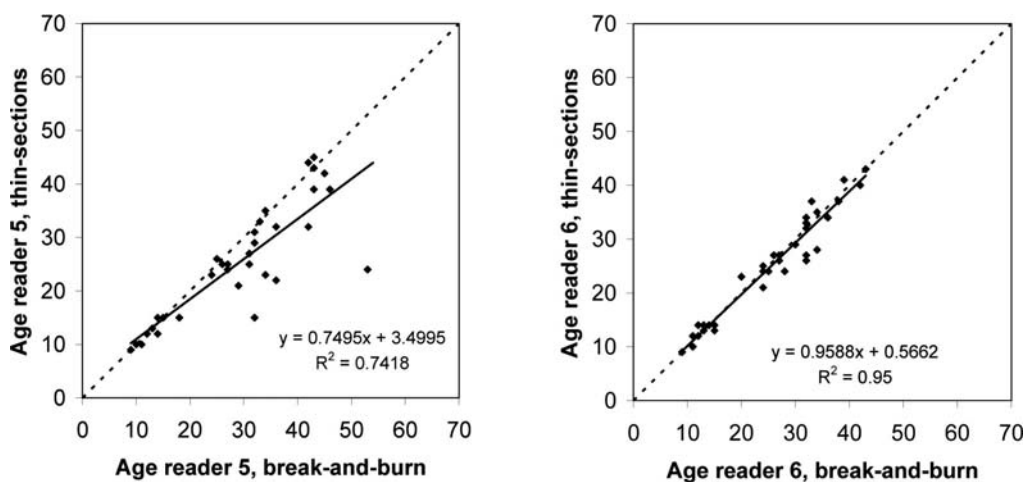 70
60
50
40
30
20
10
0
Age reader 5, thin-sections
y = 0.7495x + 3.4995
R² = 0.7418
0 10 20 30 40 50 60 70
Age reader 5, break-and-burn
70
60
50
40
30
20
10
0
Age reader 6, thin-sections
y = 0.9588x + 0.5662
R² = 0.95
0 10 20 30 40 50 60 70
Age reader 6, break-and-burn